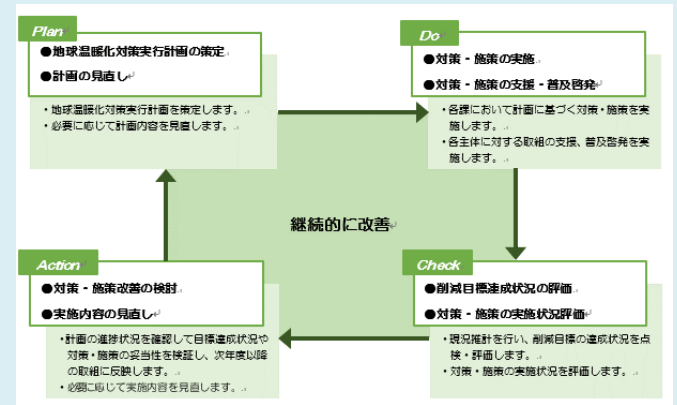 Plan
●地球温暖化対策実行計画の策定
●計画の見直し
・地球温暖化対策実行計画を策定します。
・必要に応じて計画内容を見直します。
Do
●対策・施策の実施
●対策・施策の支援・普及啓発
・各課において計画に基づく対策・施策を実
施します。
・各主体に対する取組の支援、普及啓発を実
施します。
継続的に改善
Action
●対策・施策改善の検討
●実施内容の見直し
・計画の進捗状況を確認して目標達成状況や
対策・施策の妥当性を検証し、次年度以降
の取組に反映します。
・必要に応じて実施内容を見直します。
Check
●削減目標達成状況の評価
●対策・施策の実施状況評価
・現況推計を行い、削減目標の達成状況を点
検・評価します。
・対策・施策の実施状況を評価します。